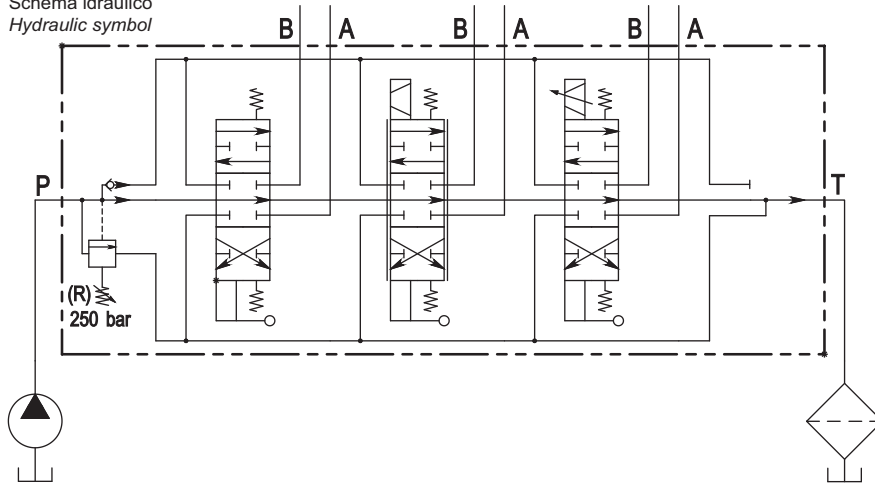 Schema idraulico
Hydraulic symbol
B A B A B A
P T
(R)
250 bar